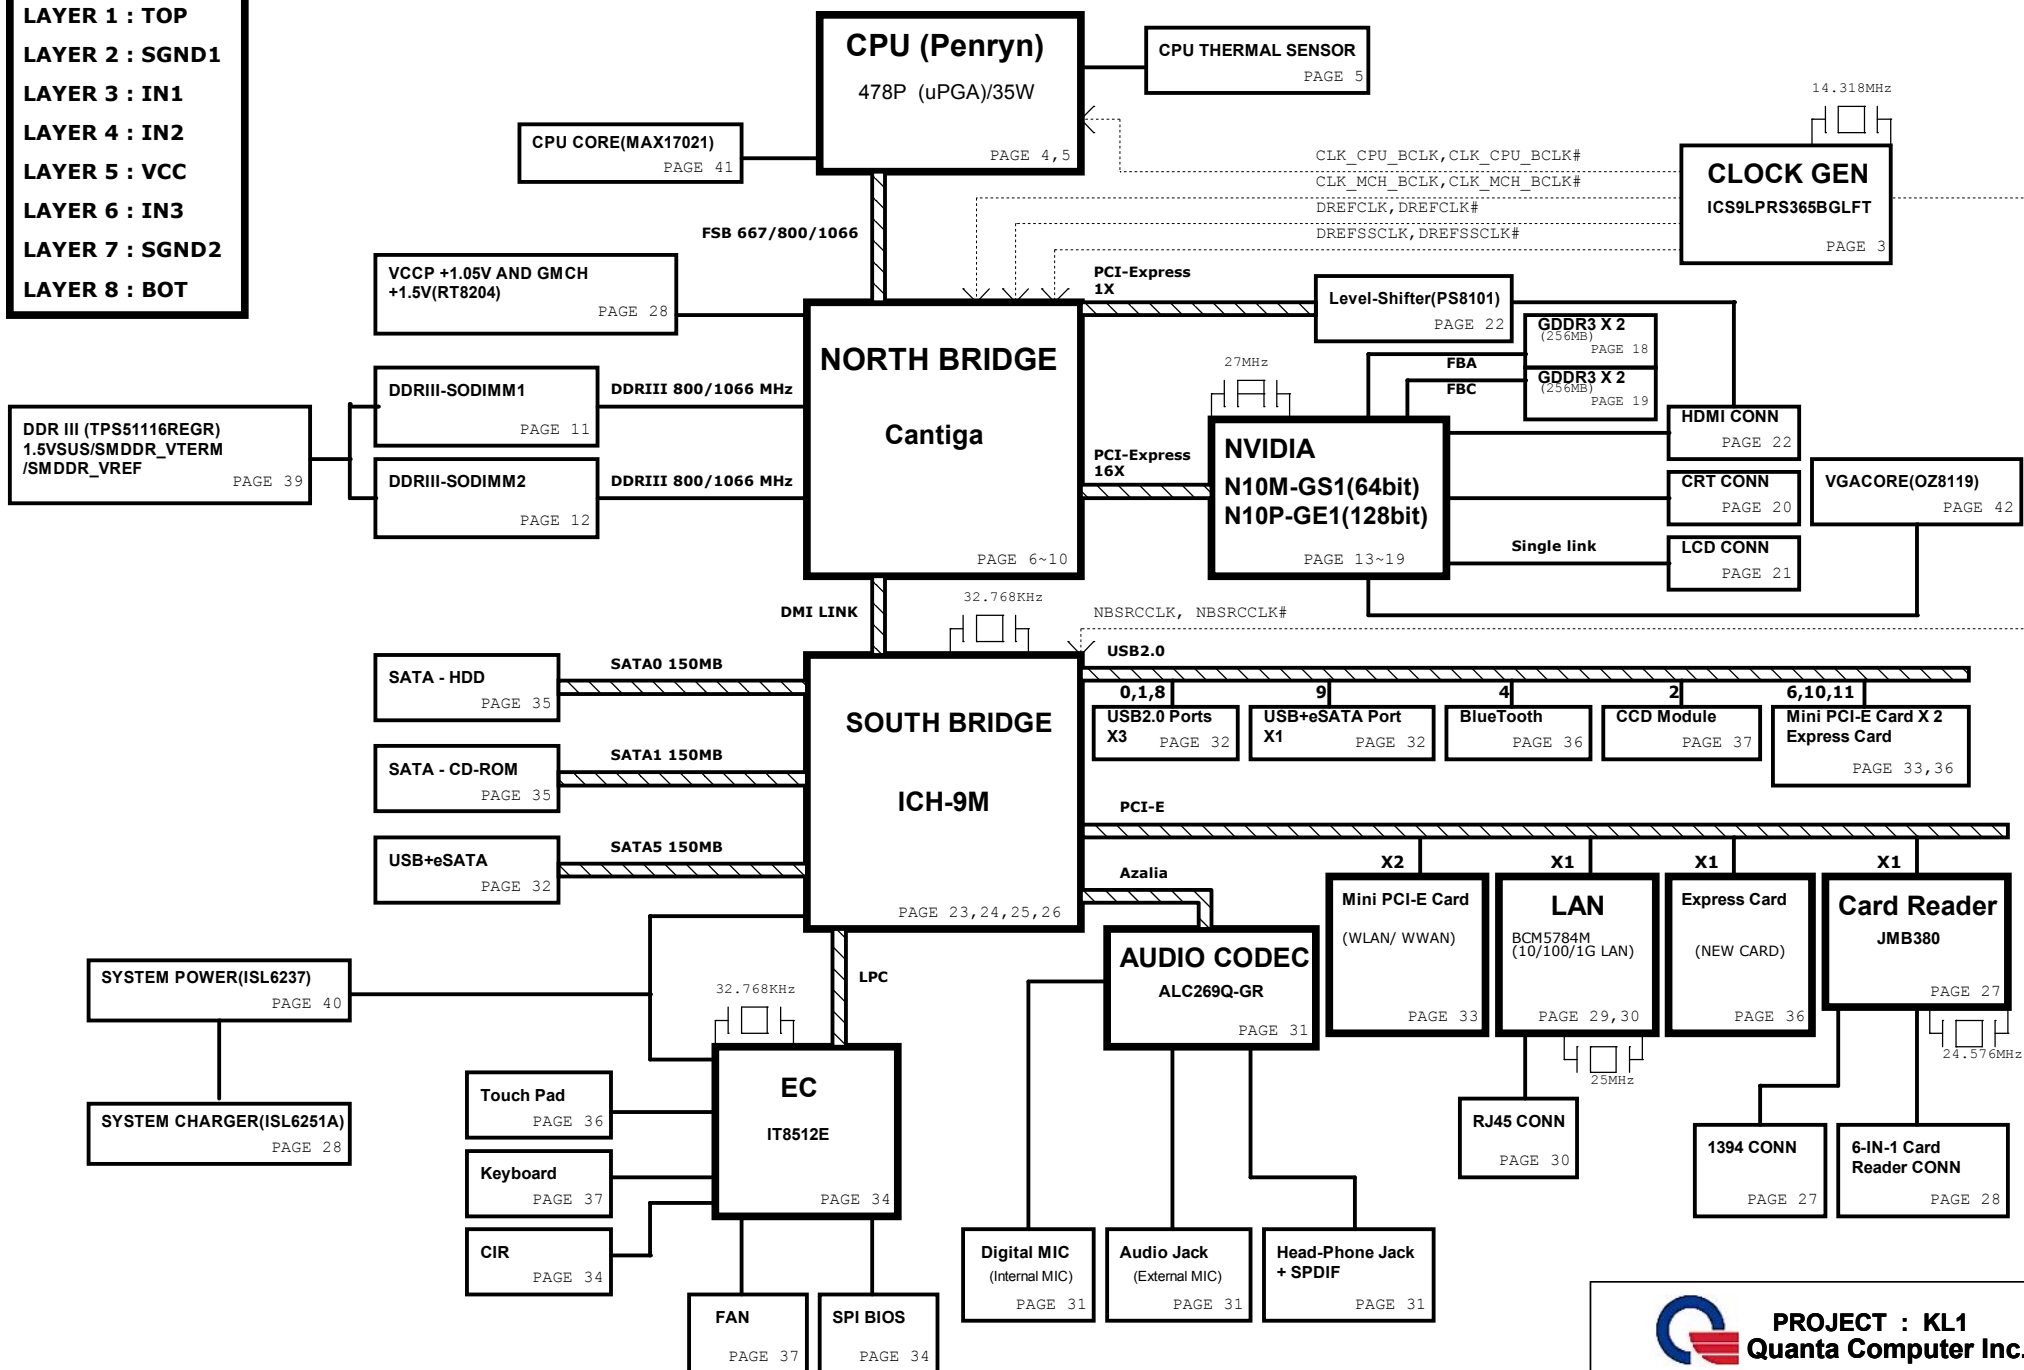 LAYER 1 : TOP
LAYER 2 : SGND1
LAYER 3 : IN1
LAYER 4 : IN2
LAYER 5 : VCC
LAYER 6 : IN3
LAYER 7 : SGND2
LAYER 8 : BOT
CPU (Penryn)
478P (uPGA)/35W
PAGE 4,5
CPU THERMAL SENSOR
PAGE 5
CPU CORE(MAX17021)
PAGE 41
14.318MHz
CLOCK GEN
ICS9LPRS365BGLFT
PAGE 3
CLK_CPU_BCLK,CLK_CPU_BCLK#
CLK_MCH_BCLK,CLK_MCH_BCLK#
DREFCLK,DREFCLK#
DREFSSCLK,DREFSSCLK#
FSB 667/800/1066
VCCP +1.05V AND GMCH
+1.5V(RT8204)
PAGE 28
NORTH BRIDGE
Cantiga
PAGE 6~10
PCI-Express
1X
Level-Shifter(PS8101)
PAGE 22
GDDR3 X 2
(256MB)
PAGE 18
GDDR3 X 2
(256MB)
PAGE 19
FBA
FBC
27MHz
DDR III (TPS51116REGR)
1.5VSUS/SMDDR_VTERM
/SMDDR_VREF
PAGE 39
DDRIII-SODIMM1
PAGE 11
DDRIII 800/1066 MHz
DDRIII-SODIMM2
PAGE 12
DDRIII 800/1066 MHz
PCI-Express
16X
NVIDIA
N10M-GS1(64bit)
N10P-GE1(128bit)
PAGE 13~19
HDMI CONN
PAGE 22
CRT CONN
PAGE 20
Single link
LCD CONN
PAGE 21
VGACORE(OZ8119)
PAGE 42
DMI LINK
32.768KHz
NBSRCCLK, NBSRCCLK#
SATA - HDD
PAGE 35
SATA0 150MB
SATA - CD-ROM
PAGE 35
SATA1 150MB
USB+eSATA
PAGE 32
SATA5 150MB
SOUTH BRIDGE
ICH-9M
PAGE 23,24,25,26
USB2.0
0,1,8
9
4
2
6,10,11
USB2.0 Ports
X3
PAGE 32
USB+eSATA Port
X1
PAGE 32
BlueTooth
PAGE 36
CCD Module
PAGE 37
Mini PCI-E Card X 2
Express Card
PAGE 33,36
PCI-E
X2
X1
X1
X1
Mini PCI-E Card
(WLAN/ WWAN)
PAGE 33
LAN
BCM5784M
(10/100/1G LAN)
PAGE 29,30
Express Card
(NEW CARD)
PAGE 36
Card Reader
JMB380
PAGE 27
24.576MHz
25MHz
Azalia
AUDIO CODEC
ALC269Q-GR
PAGE 31
SYSTEM POWER(ISL6237)
PAGE 40
SYSTEM CHARGER(ISL6251A)
PAGE 28
LPC
32.768KHz
EC
IT8512E
PAGE 34
Touch Pad
PAGE 36
Keyboard
PAGE 37
CIR
PAGE 34
FAN
PAGE 37
SPI BIOS
PAGE 34
Digital MIC
(Internal MIC)
PAGE 31
Audio Jack
(External MIC)
PAGE 31
Head-Phone Jack
+ SPDIF
PAGE 31
RJ45 CONN
PAGE 30
1394 CONN
PAGE 27
6-IN-1 Card
Reader CONN
PAGE 28
PROJECT : KL1
Quanta Computer Inc.